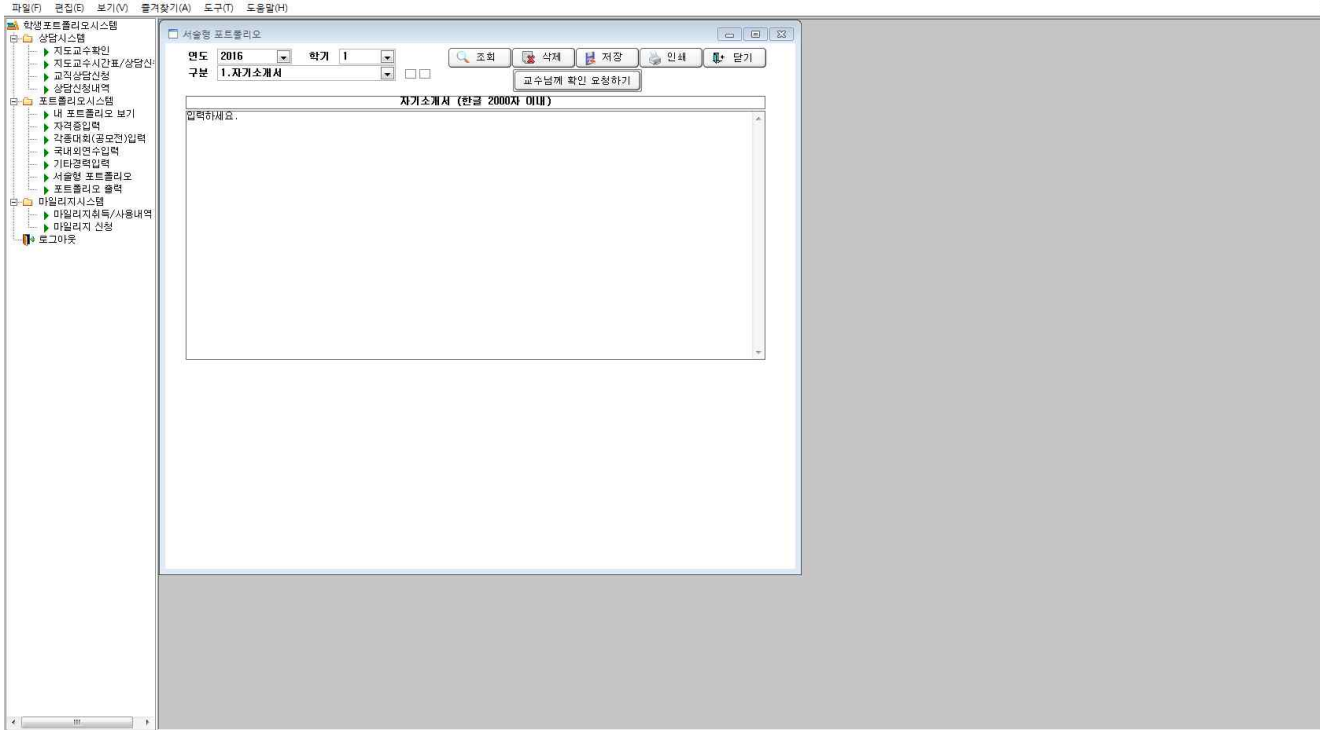 파일(F) 편집(E) 보기(V) 즐겨찾기(A) 도구(T) 도움말(H)
학생포트폴리오시스템
상담시스템
지도교수확인
지도교수시간표/상담신
교직상담신청
상담신청내역
포트폴리오시스템
내 포트폴리오 보기
자격증입력
각종대회(공모전)입력
국내외연수입력
기타경력입력
서술형 포트폴리오
포트폴리오 출력
마일리지시스템
마일리지취득/사용내역
마일리지 신청
로그아웃
서술형 포트폴리오
연도 2016 학기 1 조회 삭제 저장 인쇄 닫기
구분 1.자기소개서
교수님께 확인 요청하기
자기소개서 (한글 2000자 이내)
입력하세요.